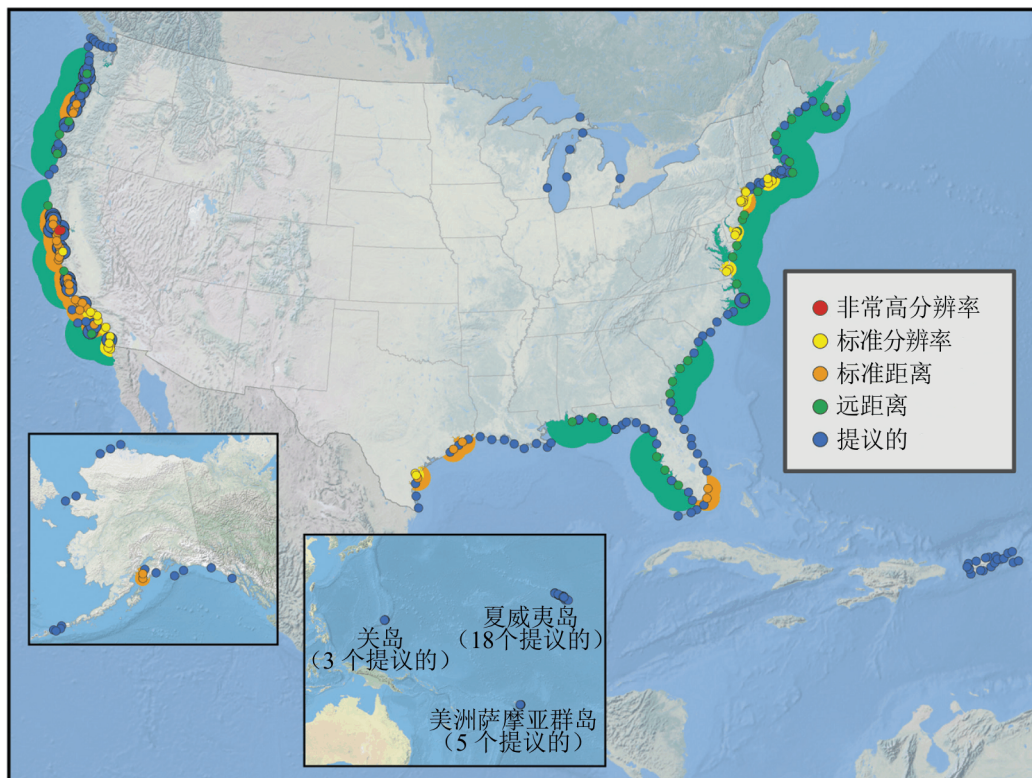 非常高分辨率
标准分辨率
标准距离
远距离
提议的
夏威夷岛
（18个提议的）
关岛
（3 个提议的）
美洲萨摩亚群岛
（5 个提议的）